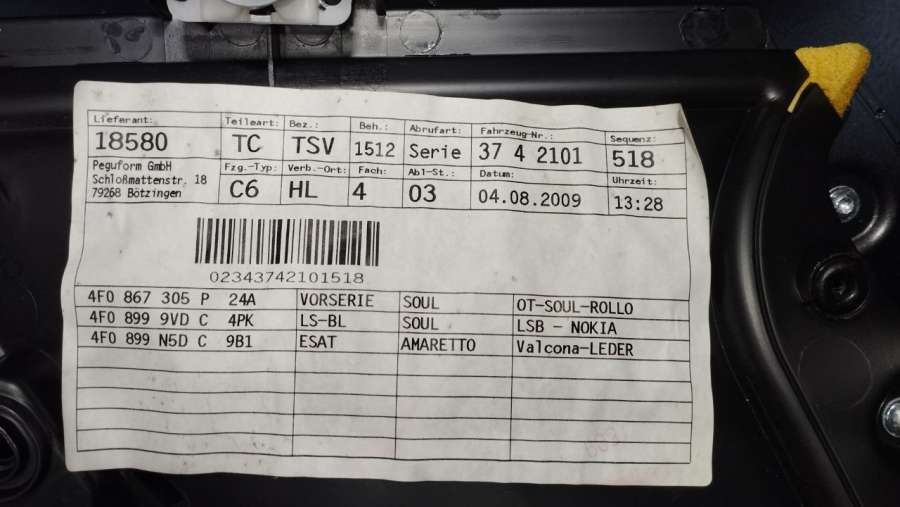 Lieferant: Teileart: Bez.: Beh.: Abrufart: Fahrzeug-Nr.: Sequenz:
18580 TC TSV 1512 Serie 37 4 2101 518
Peguform GmbH Fzg.-Typ: Verb.-Ort: Fach: Abl-St.: Datum: Uhrzeit:
Schloßmattenstr. 18 C6 HL 4 03 04.08.2009 13:28
79268 Bötzingen
02343742101518
4F0 867 305 P 24A VORSERIE SOUL OT-SOUL-ROLLO
4F0 899 9VD C 4PK LS-BL SOUL LSB - NOKIA
4F0 899 N5D C 9B1 ESAT AMARETTO Valcona-LEDER